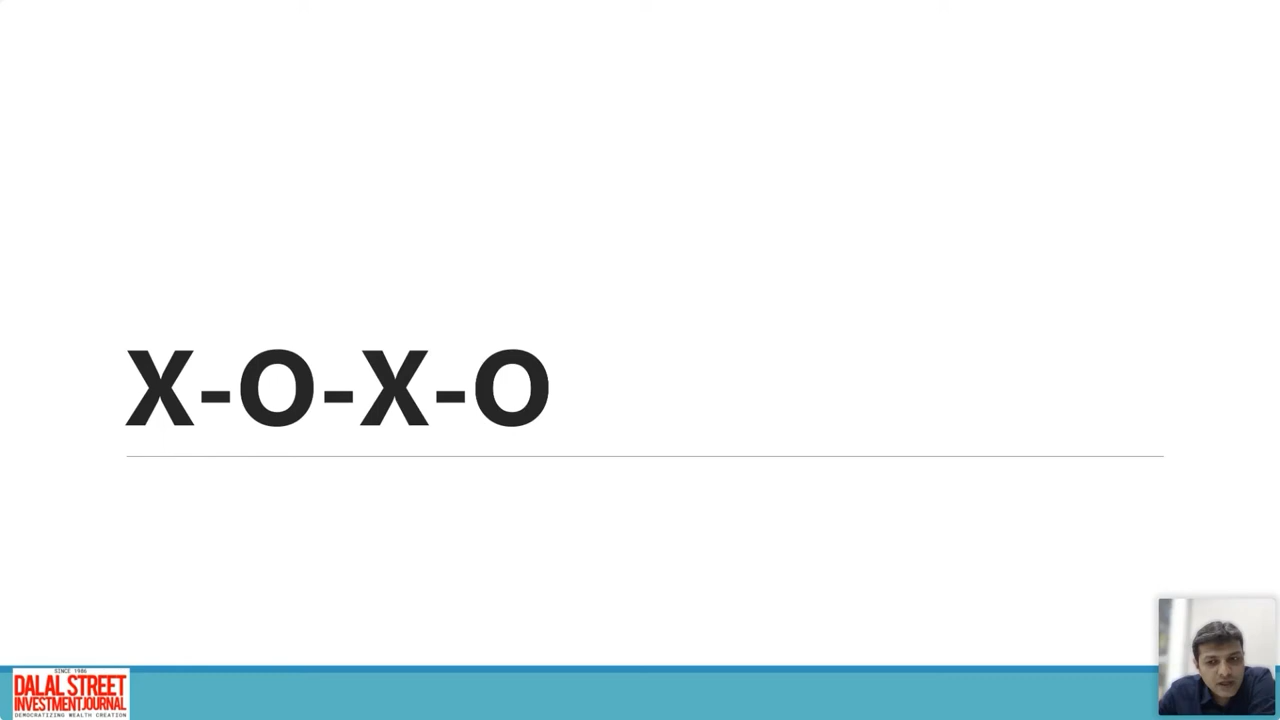 X-O-X-O
SINCE 1986
DALAL STREET
INVESTMENT JOURNAL
DEMOCRATIZING WEALTH CREATION